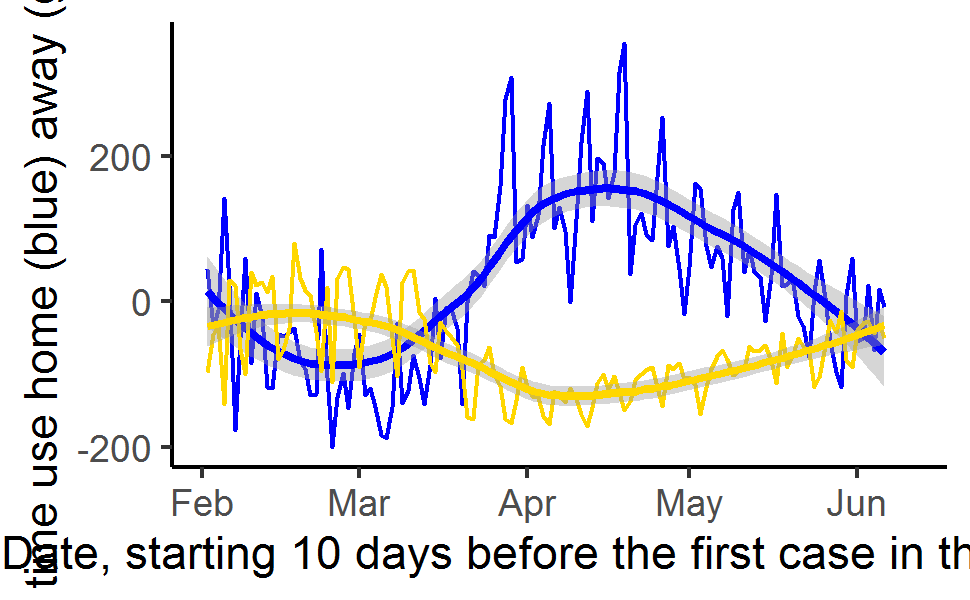 time use home (blue) away (
200
0
-200
Feb Mar Apr May Jun
Date, starting 10 days before the first case in th